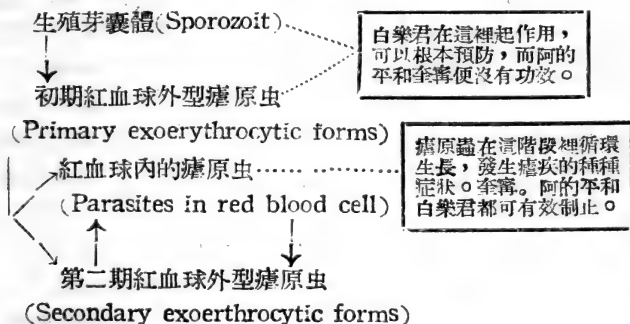 生殖芽囊體(Sporozoit)
白樂君在這裡起作用，
可以根本預防，而阿的
平和奎寧便沒有功效。
初期紅血球外型瘧原虫
(Primary exoerythrocytic forms)
紅血球內的瘧原虫
(Parasites in red blood cell)
瘧原蟲在這階段裡循環
生長，發生瘧疾的種種
症狀。奎寧。阿的平和
白樂君都可有效制止。
第二期紅血球外型瘧原虫
(Secondary exoerthrocytic forms)